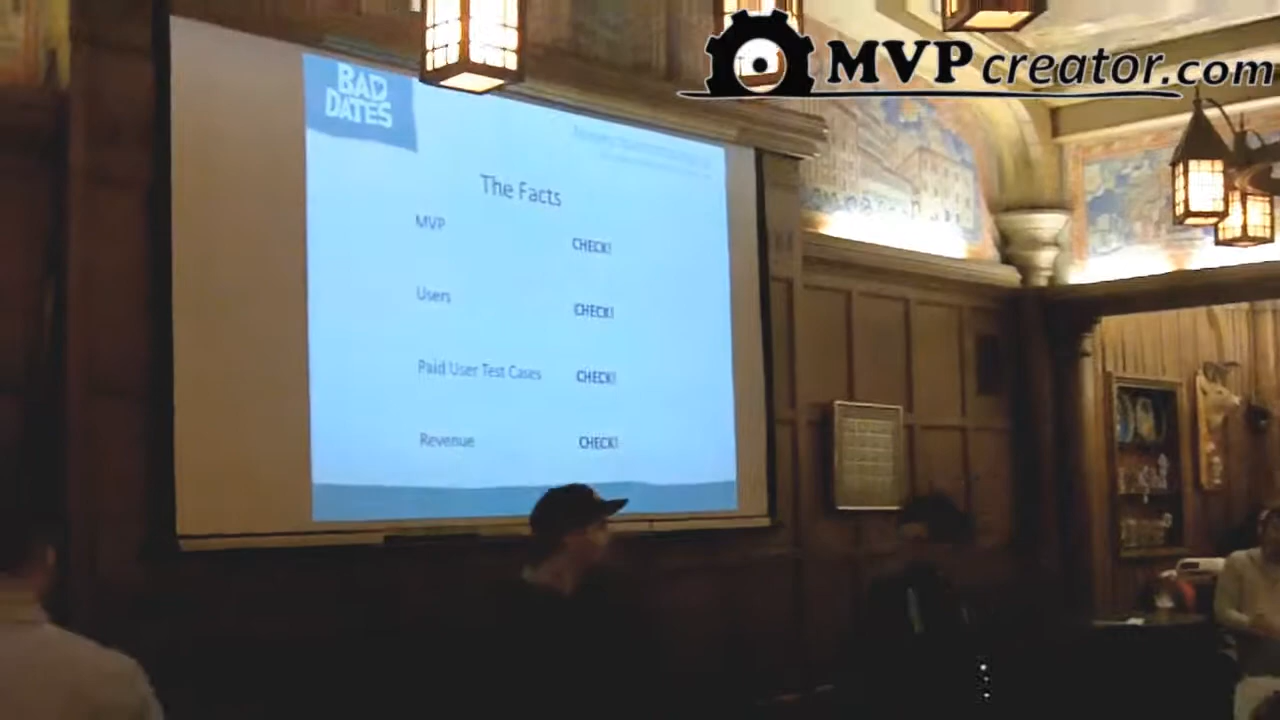 MVPcreator.com
BAD
DATES
The Facts
MVP
CHECK!
Users
CHECK!
Paid User Test Cases
CHECK!
Revenue
CHECK!